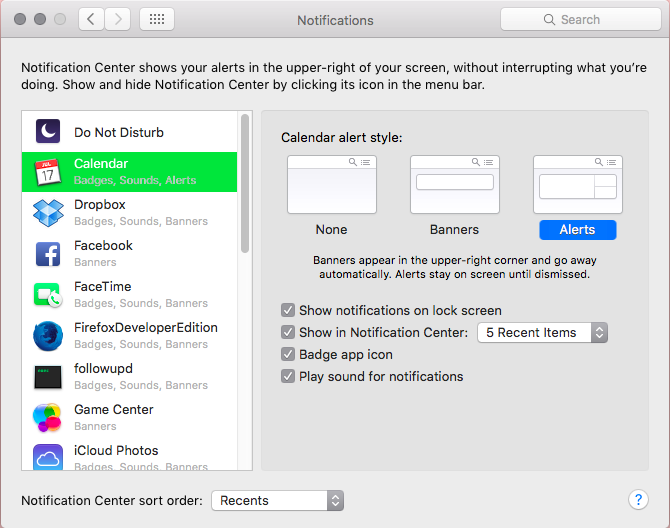 Notifications
Search
Notification Center shows your alerts in the upper-right of your screen, without interrupting what you're
doing. Show and hide Notification Center by clicking its icon in the menu bar.
Do Not Disturb
JUL
17
Calendar
Badges, Sounds, Alerts
Dropbox
Badges, Sounds, Banners
Facebook
Banners
FaceTime
Badges, Sounds, Banners
FirefoxDeveloperEdition
Badges, Sounds, Banners
followupd
Badges, Sounds, Banners
Game Center
Badges, Sounds, Banners
iCloud Photos
Badges, Sounds, Banners
Calendar alert style:
None
Banners
Alerts
Banners appear in the upper-right corner and go away
automatically. Alerts stay on screen until dismissed.
Show notifications on lock screen
Show in Notification Center: 5 Recent Items
Badge app icon
Play sound for notifications
Notification Center sort order: Recents
?